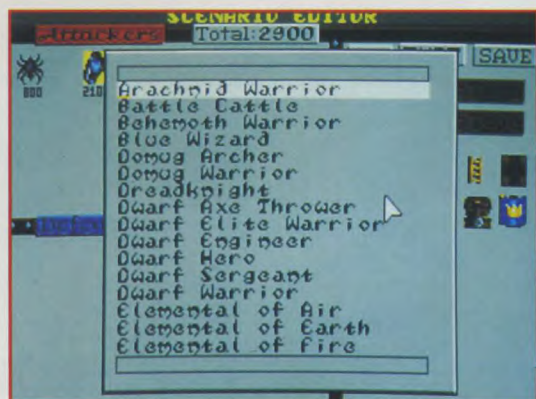 SCENARIO EDITOR
Attackers Total:2900
SAVE
800 210
Arachnid Warrior
Battle Cattle
Behemoth Warrior
Blue Wizard
Domug Archer
Domug Warrior
Dreadknight
Dwarf Axe Thrower
Dwarf Elite Warrior
Dwarf Engineer
Dwarf Hero
Dwarf Sergeant
Dwarf Warrior
Elemental of Air
Elemental of Earth
Elemental of Fire